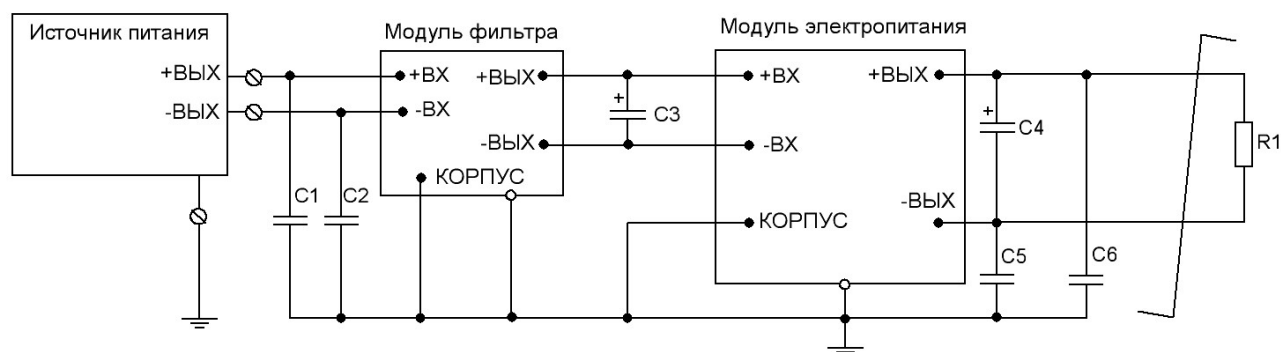 Источник питания
+ВЫХ
-ВЫХ
Модуль фильтра
+ВХ
-ВХ
+ВЫХ
-ВЫХ
КОРПУС
C1
C2
+
C3
Модуль электропитания
+ВХ
-ВХ
КОРПУС
+ВЫХ
-ВЫХ
+
C4
C5
C6
R1